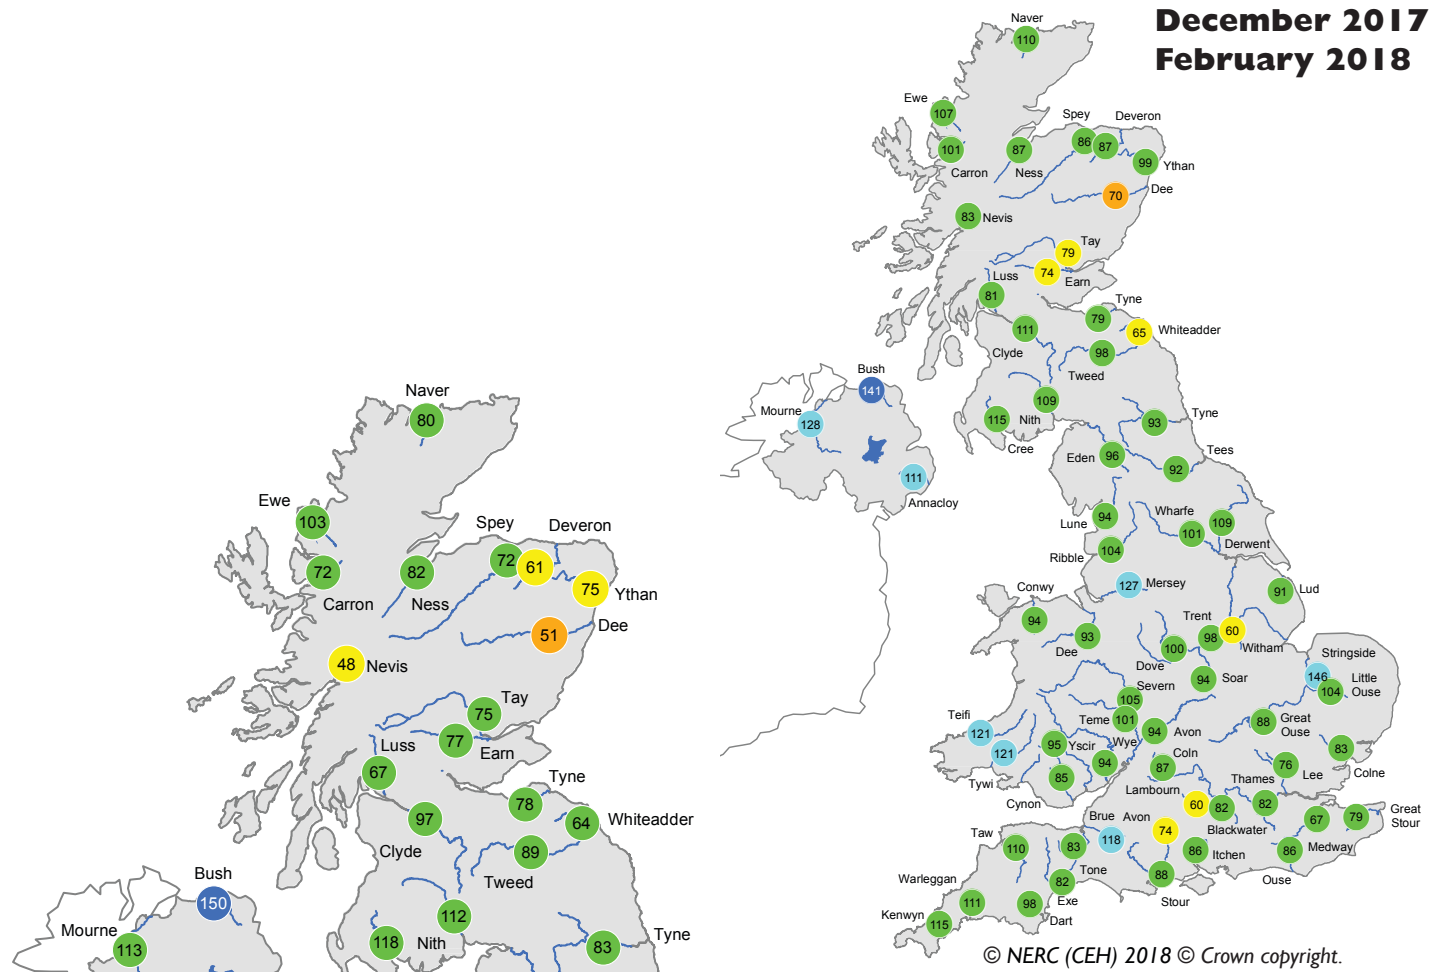 December 2017
February 2018
Naver
80
Ewe
103
Spey
Deveron
72
61
72
82
75
Ythan
Carron
Ness
Dee
51
48
Nevis
Tay
75
Luss
77
Earn
67
Tyne
78
97
64
Whiteadder
Clyde
89
Tweed
Bush
150
112
Mourne
113
118
Nith
83
Tyne
Naver
110
Ewe
107
Spey
Deveron
86
87
101
87
99
Ythan
Carron
Ness
Dee
70
83
Nevis
Tay
79
74
Luss
Earn
81
Tyne
79
111
65
Whiteadder
Clyde
98
Tweed
Bush
141
Mourne
128
109
115
Nith
93
Tyne
Cree
Eden
96
Tees
92
111
Annacloy
Lune
94
Wharfe
109
101
Derwent
Ribble
104
Conwy
127
Mersey
91
Lud
94
93
Trent
98
60
Dee
Dove
100
Witham
Stringside
146
Little
Ouse
104
94
Soar
Severn
105
Teifi
Teme
101
88
Great
Ouse
121
94
Avon
121
95
Yscir
Wye
Coln
83
Colne
Tywi
94
87
76
Lee
85
Cynon
Lambourn
Thames
60
82
82
Great
Stour
Brue
Avon
Blackwater
67
79
Taw
118
74
Medway
110
83
86
Itchen
86
Tone
Ouse
Warleggan
82
88
Exe
Stour
111
98
Kenwyn
115
Dart
© NERC (CEH) 2018 © Crown copyright.